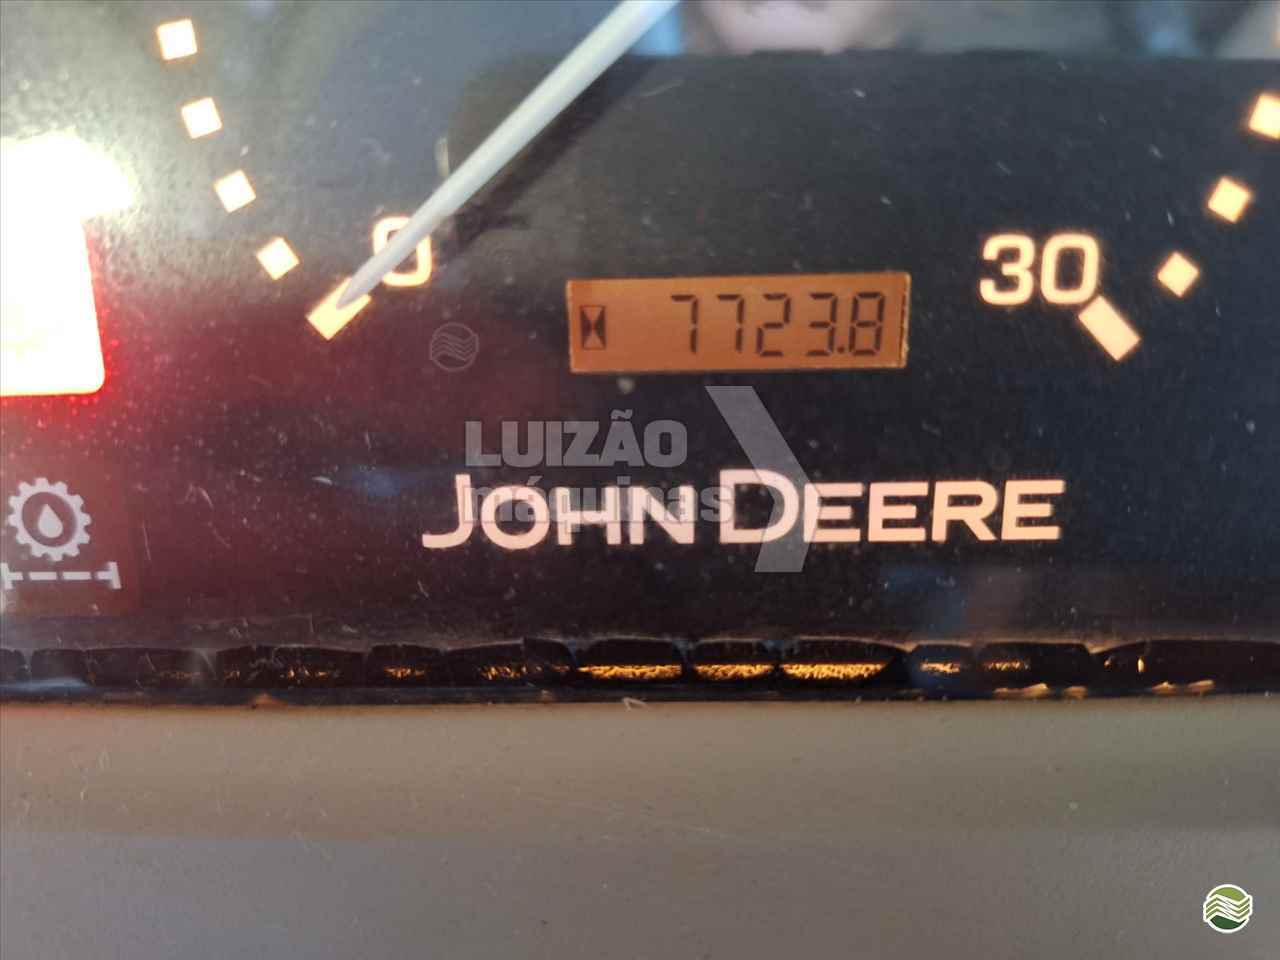 0
30
7723.8
LUIZÃO
máquinas
JOHN DEERE